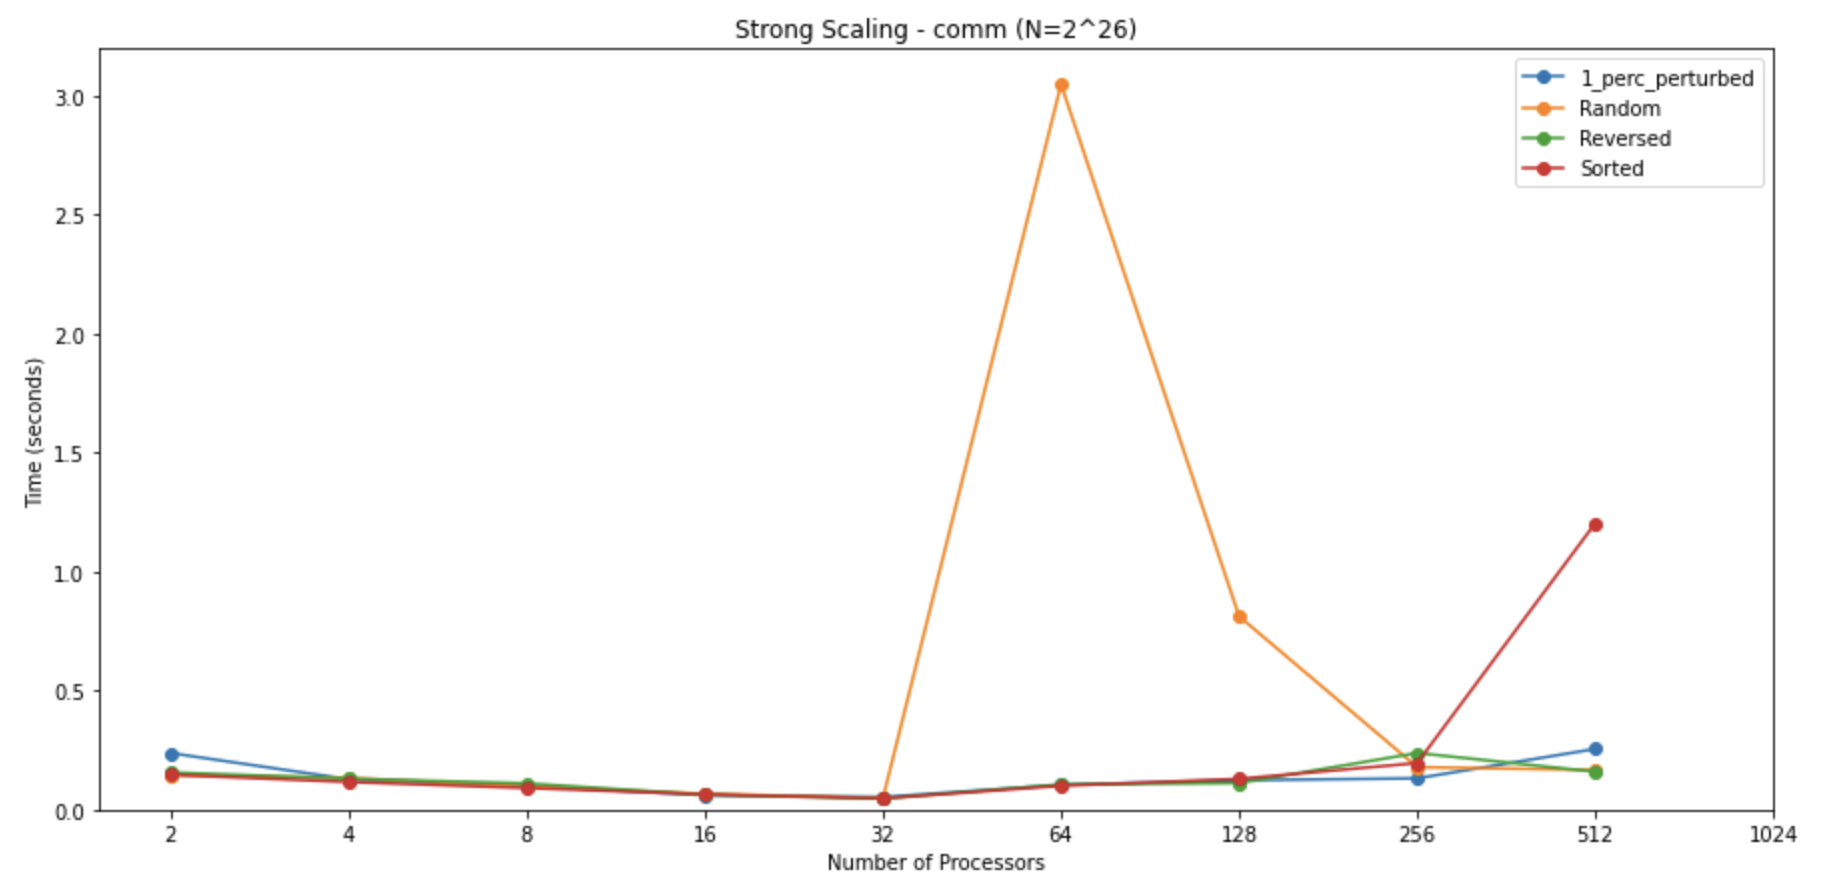 Strong Scaling - comm (N=2^26)
1_perc_perturbed
Random
Reversed
Sorted
Time (seconds)
3.0
2.5
2.0
1.5
1.0
0.5
0.0
2 4 8 16 32 64 128 256 512 1024
Number of Processors